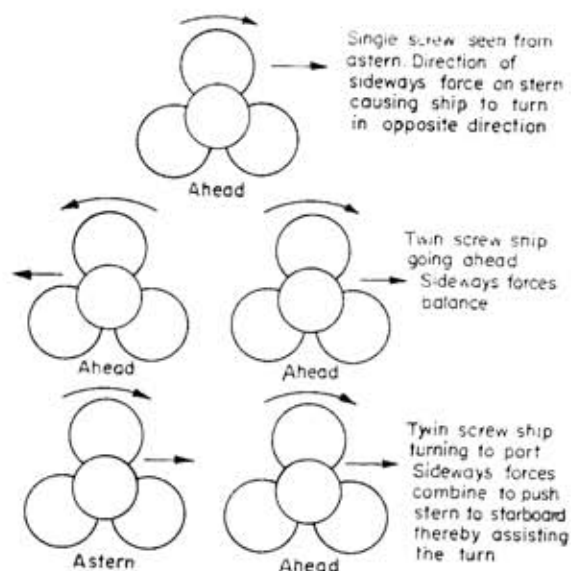 Single screw seen from
astern. Direction of
sideways force on stern
causing ship to turn
in opposite direction
Ahead
Twin screw ship
going ahead
Sideways forces
balance
Ahead
Ahead
Twin screw ship
turning to port
Sideways forces
combine to push
stern to starboard
thereby assisting
the turn
Astern
Ahead